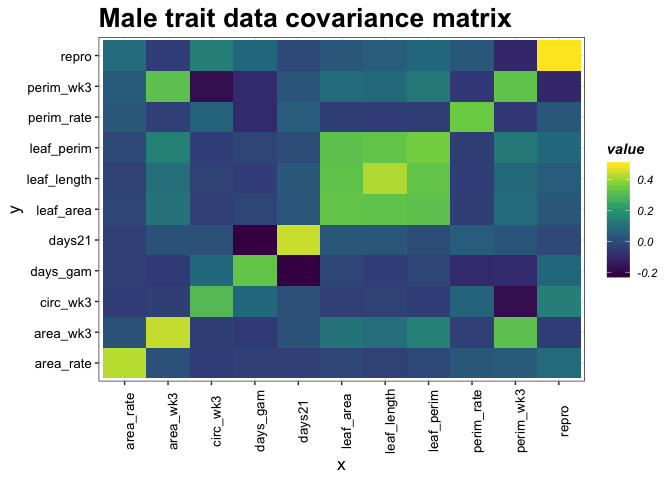 Male trait data covariance matrix
y
repro
perim_wk3
perim_rate
leaf_perim
leaf_length
leaf_area
days21
days_gam
circ_wk3
area_wk3
area_rate
area_rate
area_wk3
circ_wk3
days_gam
days21
leaf_area
leaf_length
leaf_perim
perim_rate
perim_wk3
repro
x
value
0.4
0.2
0.0
-0.2